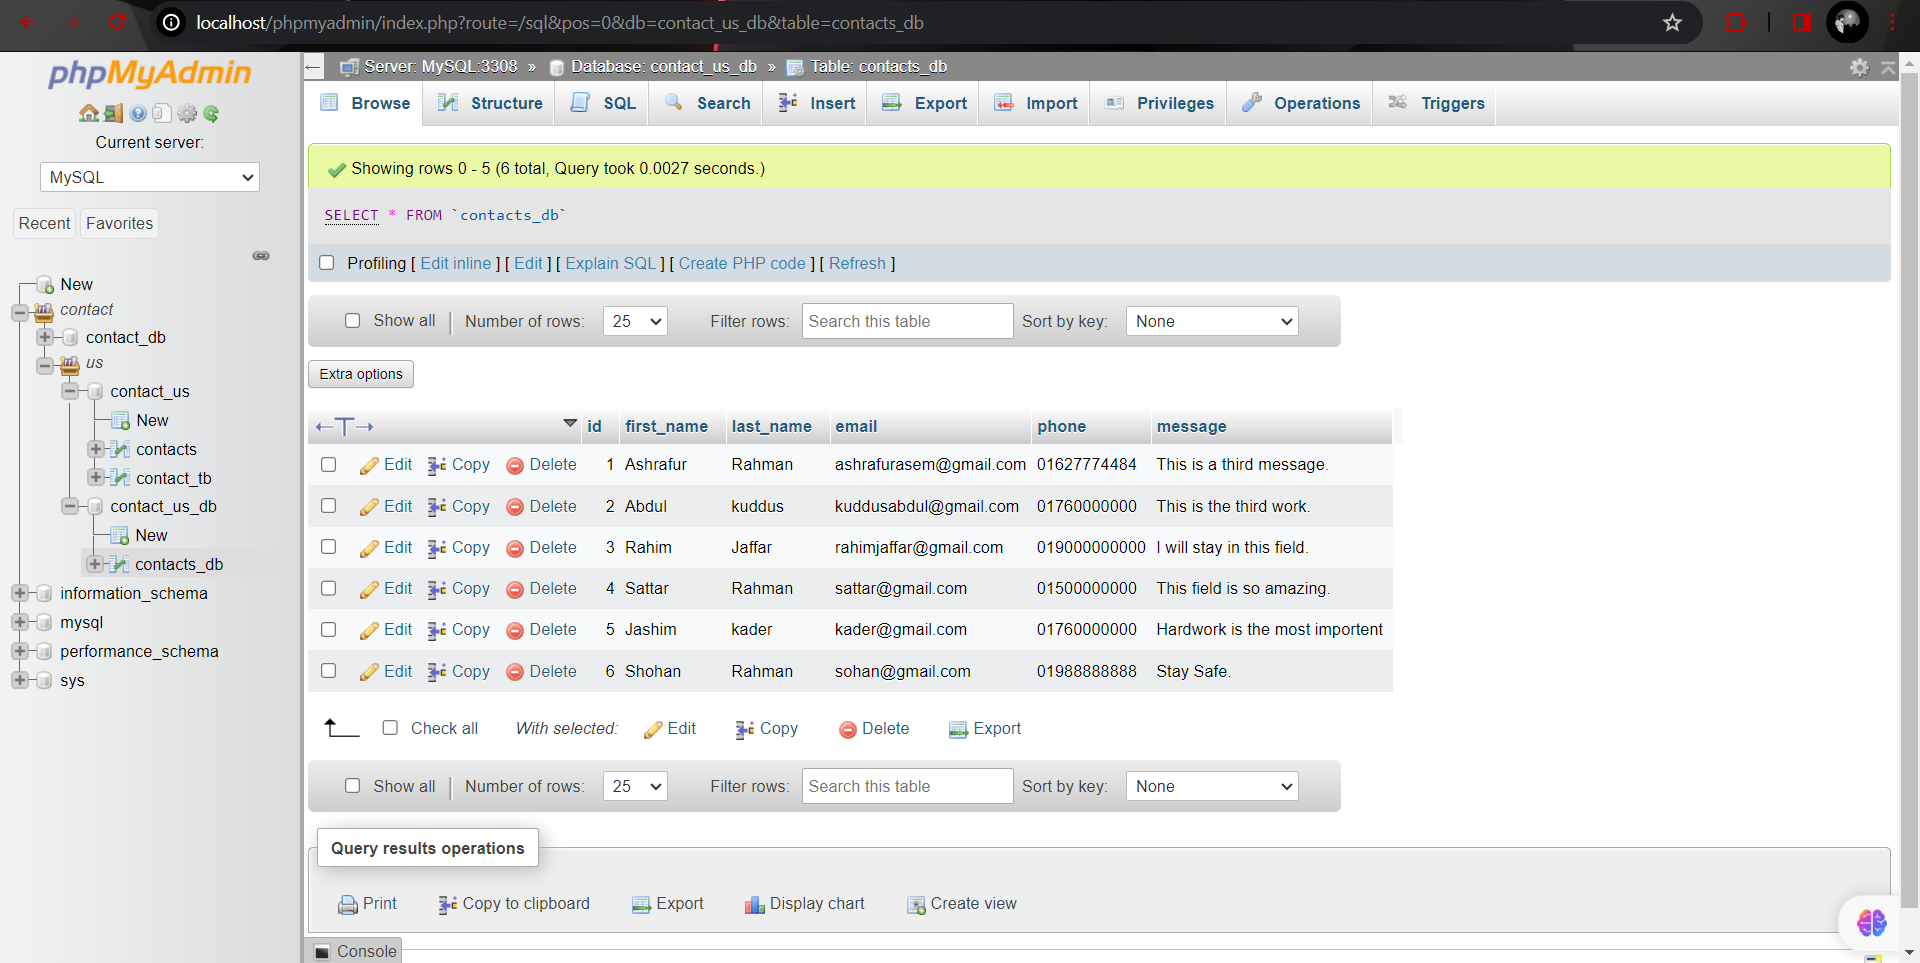 localhost/phpmyadmin/index.php?route=/sql&pos=0&db=contact_us_db&table=contacts_db
phpMyAdmin
Current server:
MySQL
Recent Favorites
New
contact
contact_db
us
contact_us
New
contacts
contact_tb
contact_us_db
New
contacts_db
information_schema
mysql
performance_schema
sys
Server: MySQL:3308 » Database: contact_us_db » Table: contacts_db
Browse Structure SQL Search Insert Export Import Privileges Operations Triggers
Showing rows 0 - 5 (6 total, Query took 0.0027 seconds.)
SELECT * FROM `contacts_db`
Profiling [ Edit inline ] [ Edit ] [ Explain SQL ] [ Create PHP code ] [ Refresh ]
Show all Number of rows: 25 Filter rows: Search this table Sort by key: None
Extra options
id first_name last_name email phone message
Edit Copy Delete 1 Ashrafur Rahman ashrafurasem@gmail.com 01627774484 This is a third message.
Edit Copy Delete 2 Abdul kuddus kuddusabdul@gmail.com 01760000000 This is the third work.
Edit Copy Delete 3 Rahim Jaffar rahimjaffar@gmail.com 019000000000 I will stay in this field.
Edit Copy Delete 4 Sattar Rahman sattar@gmail.com 01500000000 This field is so amazing.
Edit Copy Delete 5 Jashim kader kader@gmail.com 01760000000 Hardwork is the most importent
Edit Copy Delete 6 Shohan Rahman sohan@gmail.com 01988888888 Stay Safe.
Check all With selected: Edit Copy Delete Export
Show all Number of rows: 25 Filter rows: Search this table Sort by key: None
Query results operations
Print Copy to clipboard Export Display chart Create view
Console